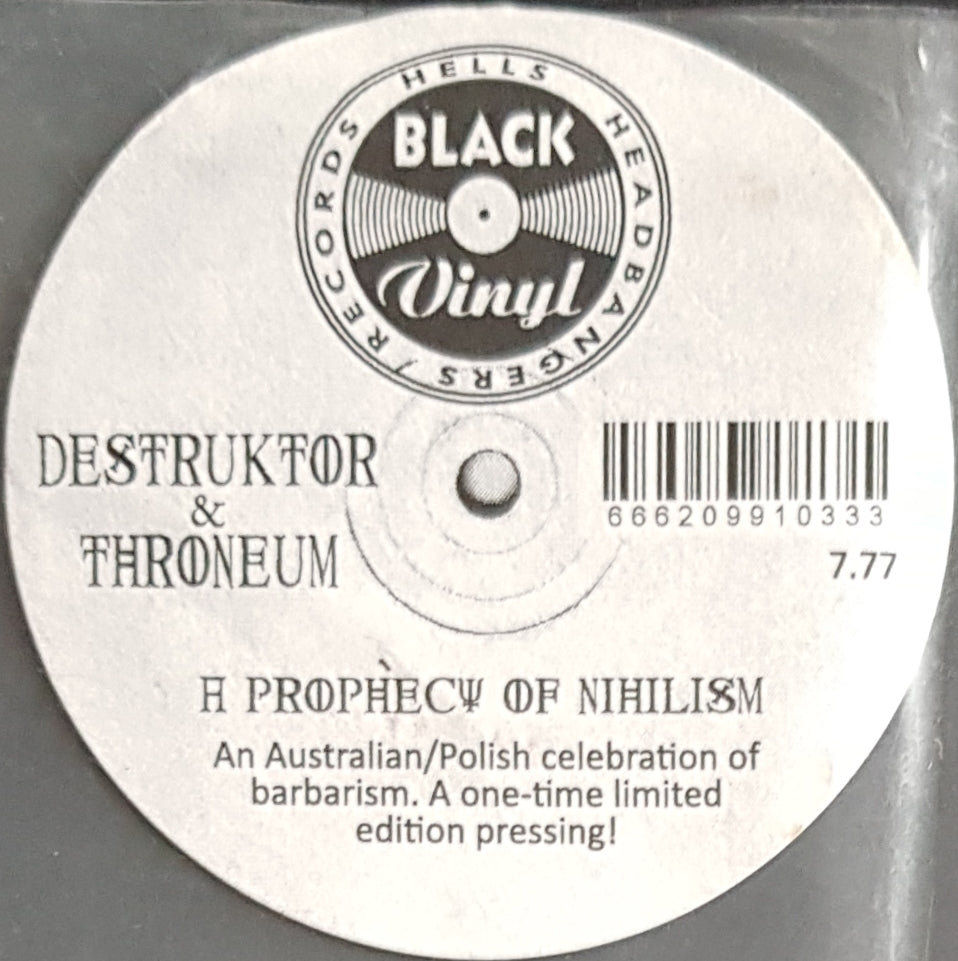 HELLS HEADBANGERS / RECORDS
BLACK
Vinyl
DESTRUKTOR
&
THRONEUM
666209910333
7.77
A PROPHECY OF NIHILISM
An Australian/Polish celebration of
barbarism. A one-time limited
edition pressing!